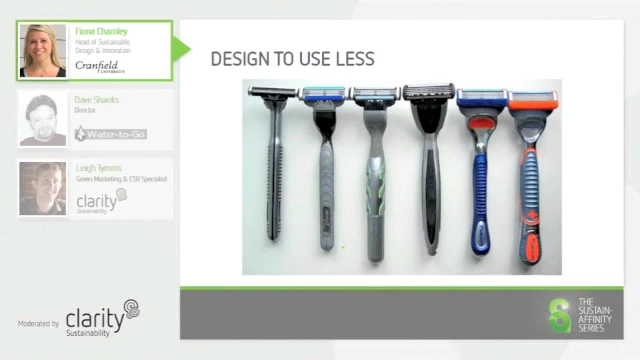 Fiona Charnley
Head of Sustainable
Design & Innovation
Cranfield
UNIVERSITY
Dave Shanks
Director
Water-to-Go
Leigh Tymms
Green Marketing & CSR Specialist
clarity
Sustainability
Moderated by
clarity
Sustainability
DESIGN TO USE LESS
THE
SUSTAIN-
AFFINITY
SERIES